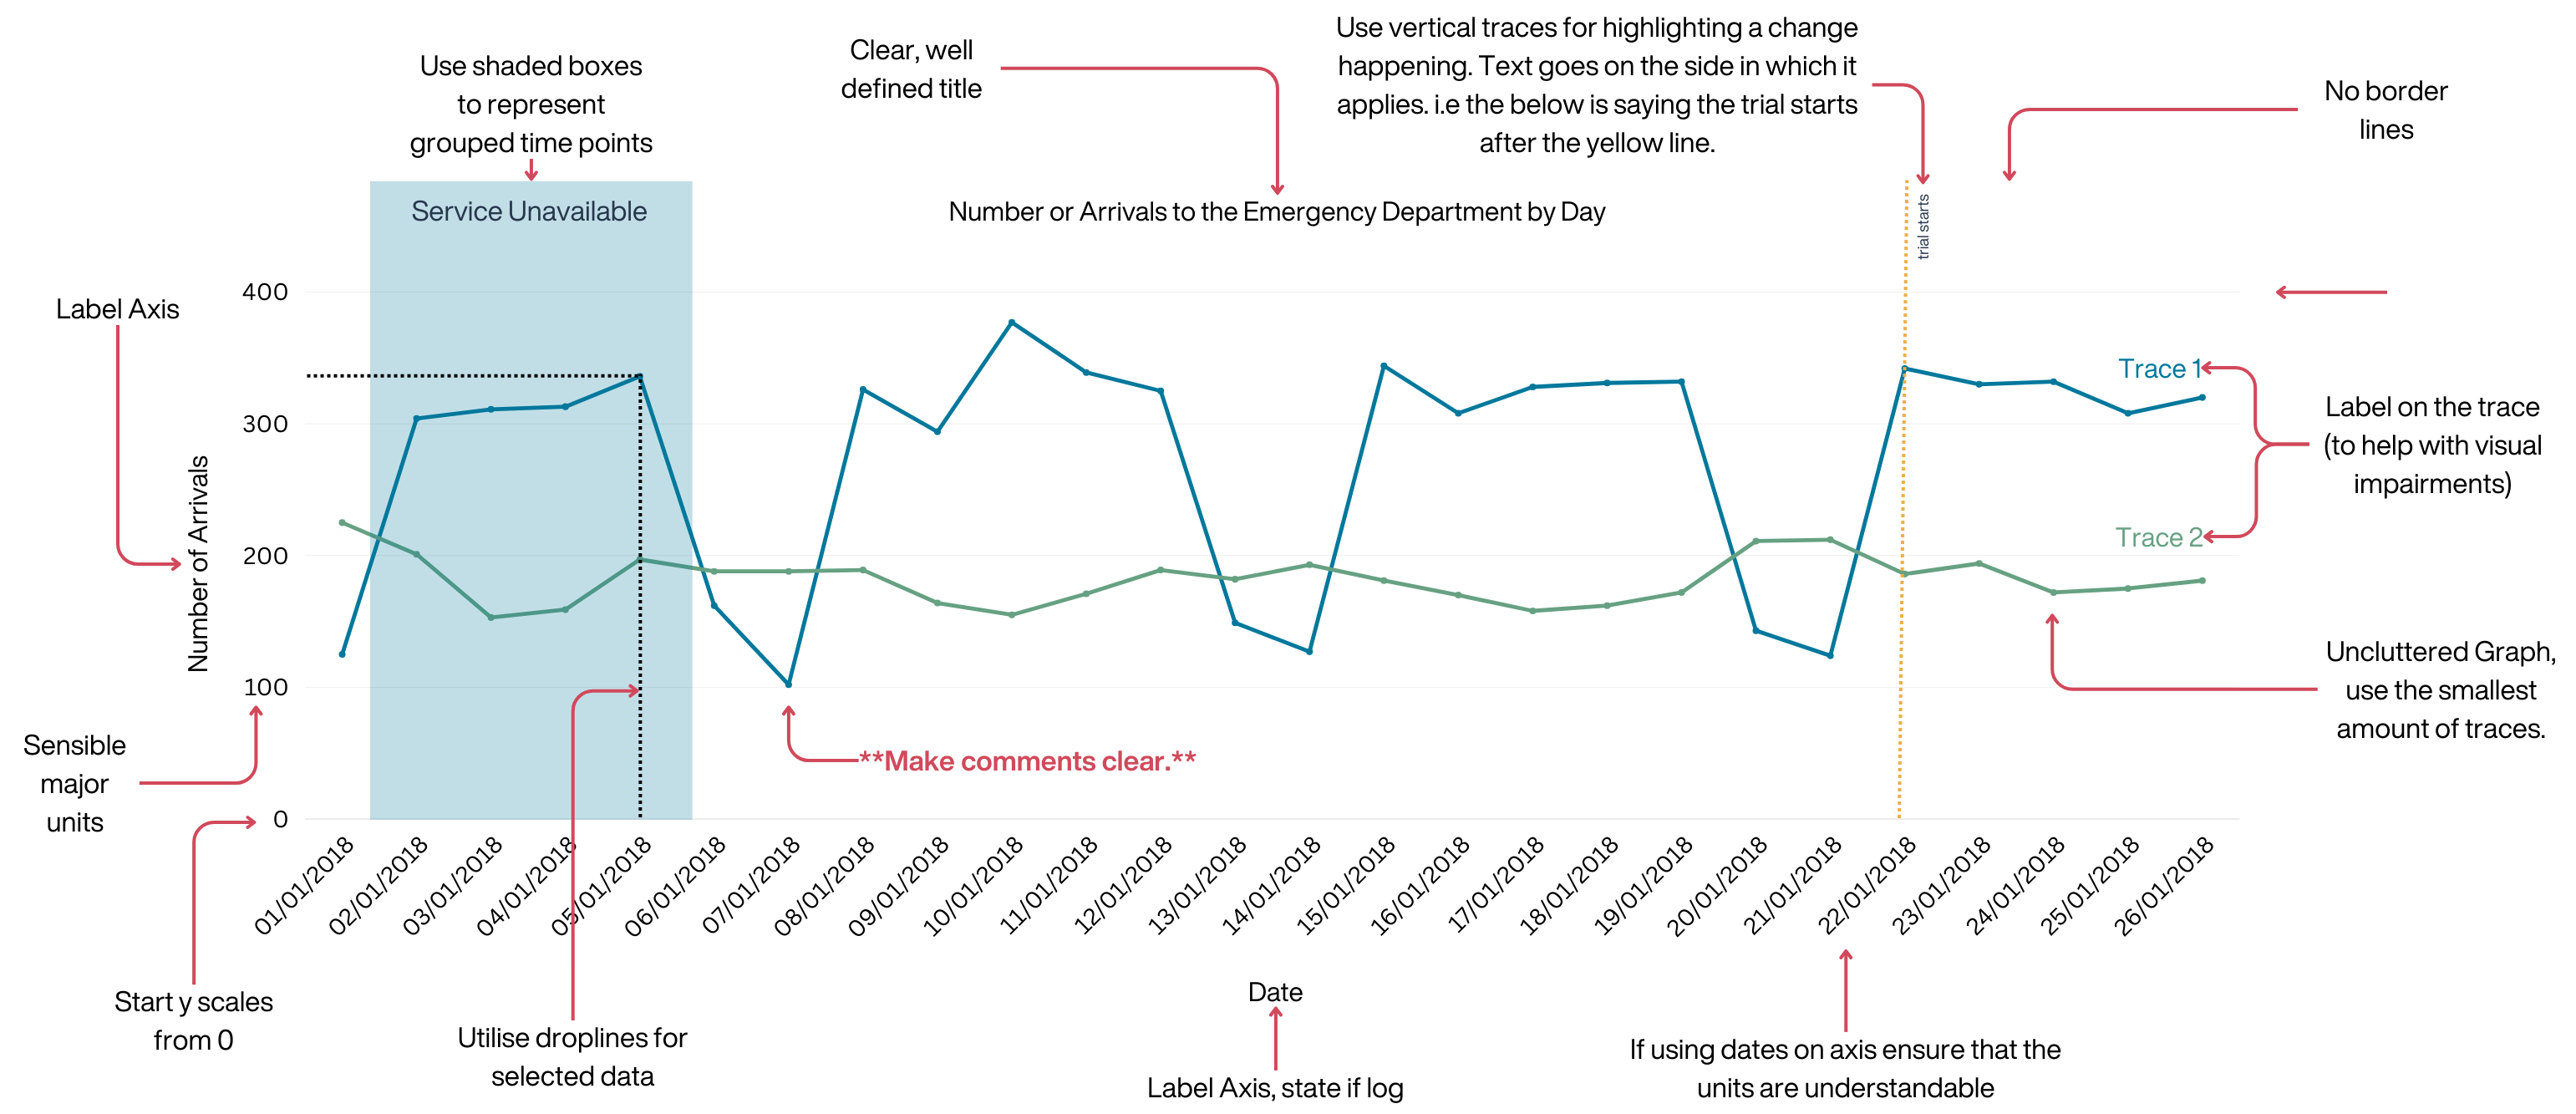 Use shaded boxes
to represent
grouped time points
Clear, well
defined title
Use vertical traces for highlighting a change
happening. Text goes on the side in which it
applies. i.e the below is saying the trial starts
after the yellow line.
No border
lines
Service Unavailable
Number or Arrivals to the Emergency Department by Day
trial starts
Label Axis
Number of Arrivals
400
300
200
100
0
Trace 1
Trace 2
Label on the trace
(to help with visual
impairments)
Uncluttered Graph,
use the smallest
amount of traces.
Sensible
major
units
**Make comments clear.**
01/01/2018
02/01/2018
03/01/2018
04/01/2018
05/01/2018
06/01/2018
07/01/2018
08/01/2018
09/01/2018
10/01/2018
11/01/2018
12/01/2018
13/01/2018
14/01/2018
15/01/2018
16/01/2018
17/01/2018
18/01/2018
19/01/2018
20/01/2018
21/01/2018
22/01/2018
23/01/2018
24/01/2018
25/01/2018
26/01/2018
Start y scales
from 0
Utilise droplines for
selected data
Date
Label Axis, state if log
If using dates on axis ensure that the
units are understandable